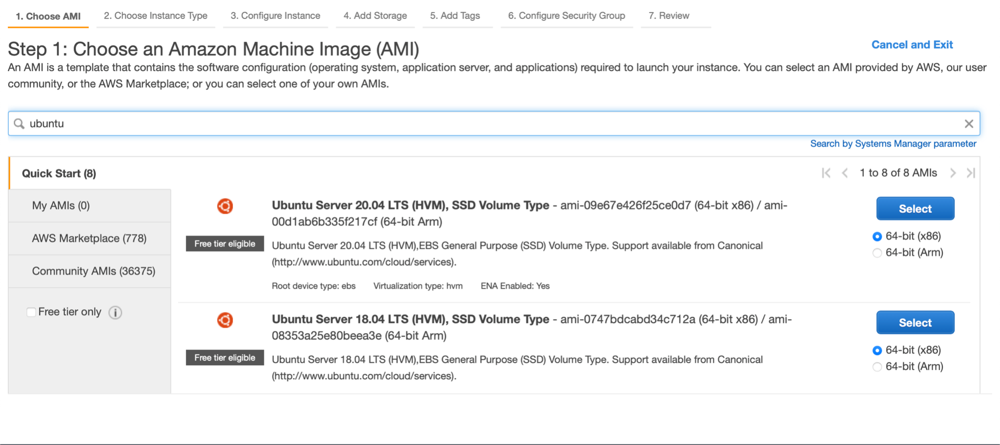 1. Choose AMI 2. Choose Instance Type 3. Configure Instance 4. Add Storage 5. Add Tags 6. Configure Security Group 7. Review
Step 1: Choose an Amazon Machine Image (AMI)
Cancel and Exit
An AMI is a template that contains the software configuration (operating system, application server, and applications) required to launch your instance. You can select an AMI provided by AWS, our user
community, or the AWS Marketplace; or you can select one of your own AMIs.
ubuntu
Search by Systems Manager parameter
Quick Start (8)
1 to 8 of 8 AMIs
My AMIs (0)
AWS Marketplace (778)
Community AMIs (36375)
Free tier only
Ubuntu Server 20.04 LTS (HVM), SSD Volume Type - ami-09e67e426f25ce0d7 (64-bit x86) / ami-
00d1ab6b335f217cf (64-bit Arm)
Free tier eligible
Ubuntu Server 20.04 LTS (HVM),EBS General Purpose (SSD) Volume Type. Support available from Canonical
(http://www.ubuntu.com/cloud/services).
Root device type: ebs Virtualization type: hvm ENA Enabled: Yes
Select
64-bit (x86)
64-bit (Arm)
Ubuntu Server 18.04 LTS (HVM), SSD Volume Type - ami-0747bdcabd34c712a (64-bit x86) / ami-
08353a25e80beea3e (64-bit Arm)
Free tier eligible
Ubuntu Server 18.04 LTS (HVM),EBS General Purpose (SSD) Volume Type. Support available from Canonical
(http://www.ubuntu.com/cloud/services).
Select
64-bit (x86)
64-bit (Arm)